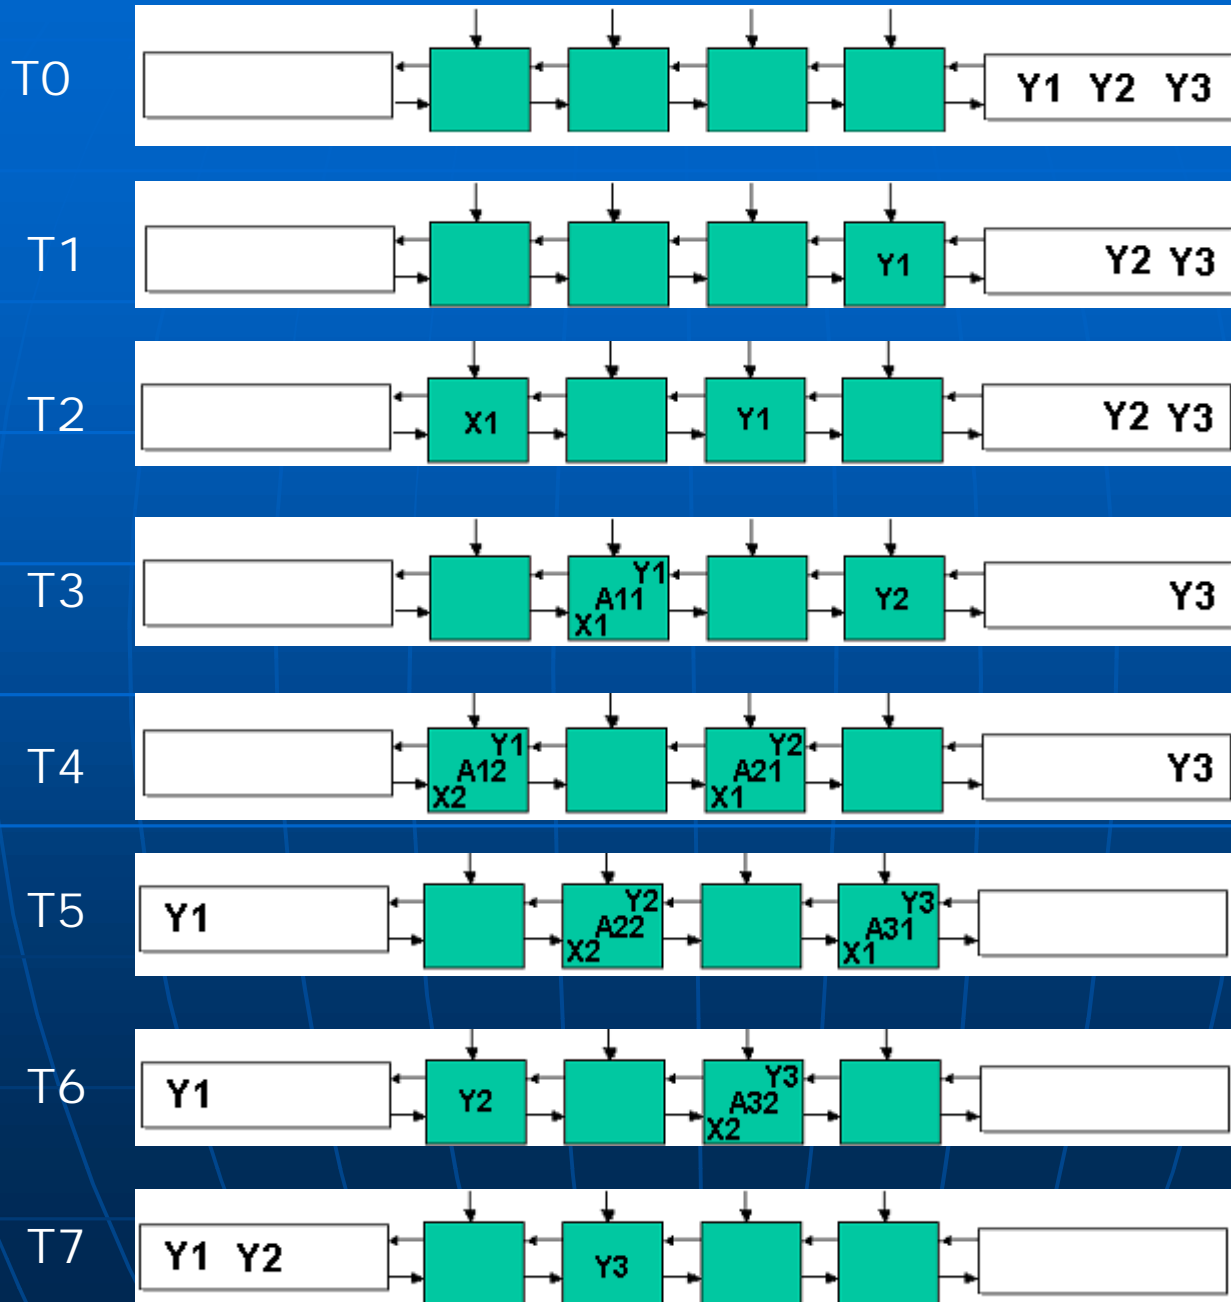 T0 Y1 Y2 Y3
T1 Y1 Y2 Y3
T2 X1 Y1 Y2 Y3
T3 Y1 A11 X1 Y2 Y3
T4 Y1 A12 X2 Y2 A21 X1 Y3
T5 Y1 Y2 A22 X2 Y3 A31 X1
T6 Y1 Y2 Y3 A32 X2
T7 Y1 Y2 Y3